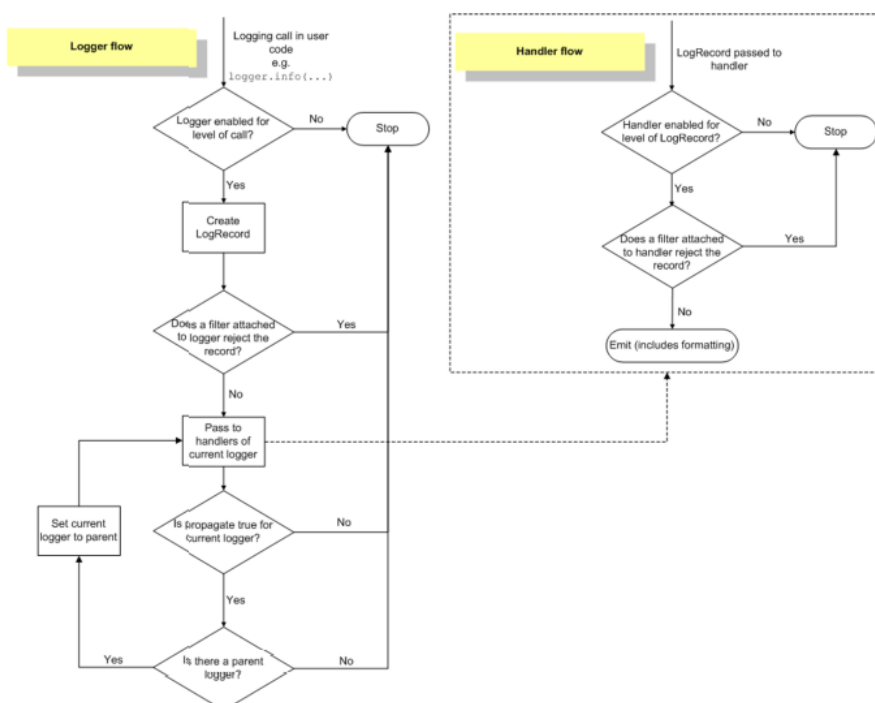 Logger flow
Logging call in user
code
e.g.
logger.info(...)
Logger enabled for
level of call?
No
Stop
Yes
Create
LogRecord
Does a filter attached
to logger reject the
record?
Yes
No
Pass to
handlers of
current logger
Set current
logger to parent
Is propagate true for
current logger?
No
Yes
Is there a parent
logger?
Yes
No
Handler flow
LogRecord passed to
handler
Handler enabled for
level of LogRecord?
No
Stop
Yes
Does a filter attached
to handler reject the
record?
Yes
No
Emit (includes formatting)